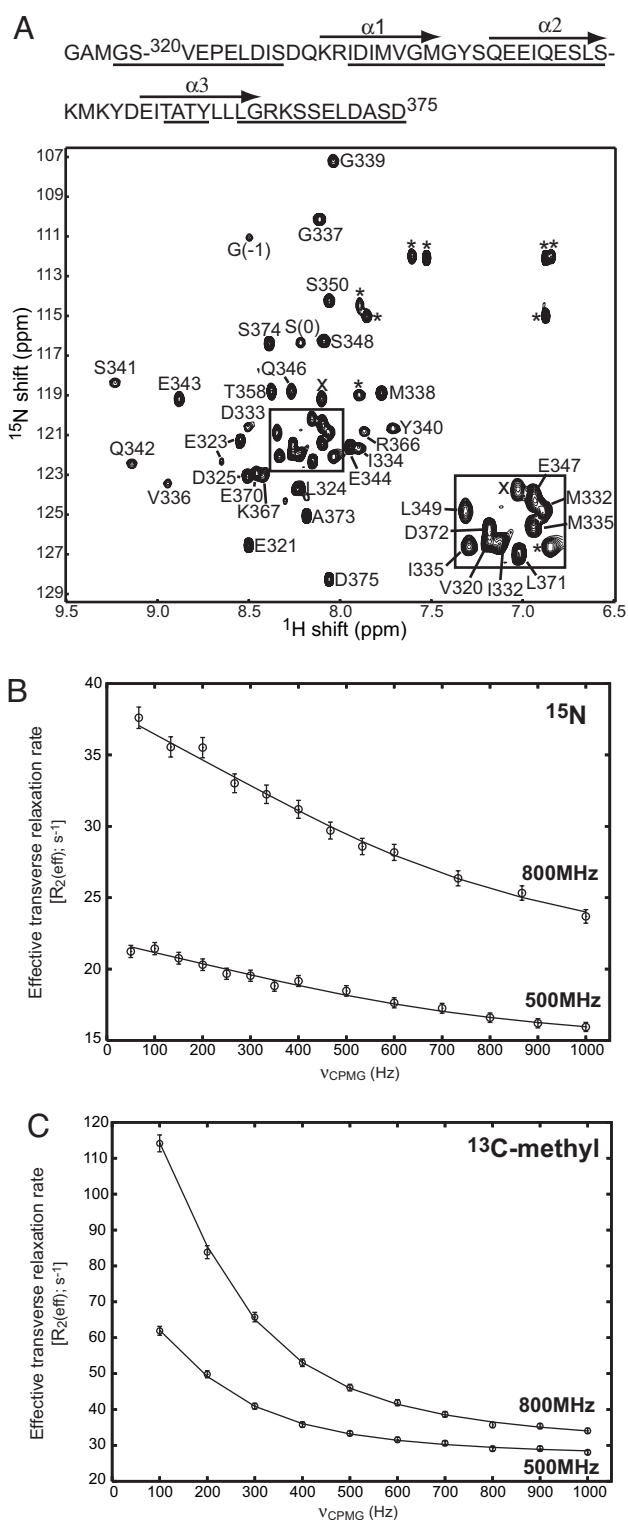 A
α1 α2
GAMGS-³²⁰VEPELDISDQKRIDIMVGMGYSQEEIQESLS-
α3
KMKYDEITATYLLLGRKSSELDASD³⁷⁵
107
109
111
113
115
117
119
121
123
125
127
129
¹⁵N shift (ppm)
G339
G337
G(-1)
* *
**
S350
*
*
*
S374
S(0)
S348
S341
E343
Q346
T358
x
*
M338
D333
Y340
E323
R366
Q342
I334
E344
D325
V336
E370
L324
K367
A373
E321
D375
E347
x
M332
L349
M335
D372
I335
*
V320
I332
L371
9.5 9.0 8.5 8.0 7.5 7.0 6.5
¹H shift (ppm)
B
¹⁵N
Effective transverse relaxation rate
[R₂(eff); s⁻¹]
40
35
30
25
20
15
800MHz
500MHz
0 100 200 300 400 500 600 700 800 900 1000
νCPMG (Hz)
C
¹³C-methyl
Effective transverse relaxation rate
[R₂(eff); s⁻¹]
120
110
100
90
80
70
60
50
40
30
20
800MHz
500MHz
0 100 200 300 400 500 600 700 800 900 1000
νCPMG (Hz)